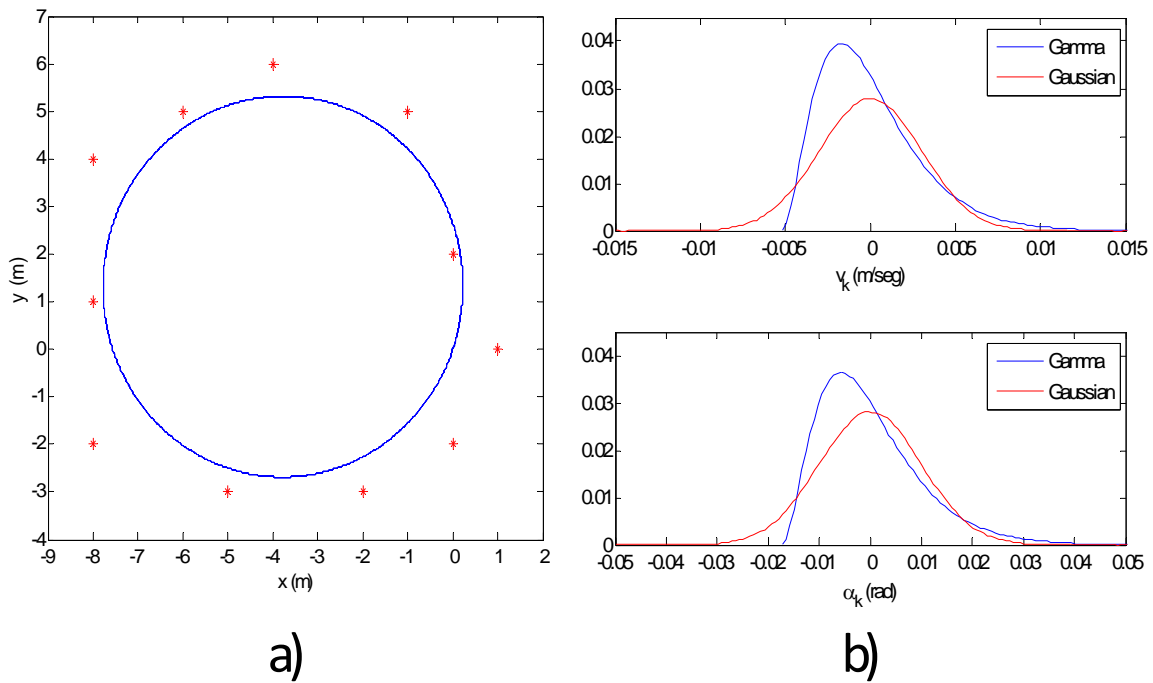 7
6
5
4
3
2
1
0
-1
-2
-3
-4
y (m)
-9 -8 -7 -6 -5 -4 -3 -2 -1 0 1 2
x (m)
a)
0.04
0.03
0.02
0.01
0
-0.015 -0.01 -0.005 0 0.005 0.01 0.015
vk (m/seg)
Gamma
Gaussian
0.04
0.03
0.02
0.01
0
-0.05 -0.04 -0.03 -0.02 -0.01 0 0.01 0.02 0.03 0.04 0.05
αk (rad)
Gamma
Gaussian
b)